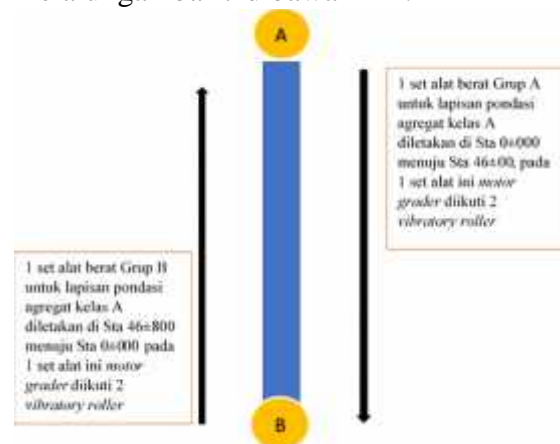 A
1 set alat berat Grup A
untuk lapisan pondasi
agregat kelas A
diletakan di Sta 0±000
menuju Sta 46±00, pada
1 set alat ini motor
grader diikuti 2
vibratory roller
1 set alat berat Grup B
untuk lapisan pondasi
agregat kelas A
diletakan di Sta 46±800
menuju Sta 0±000 pada
1 set alat ini motor
grader diikuti 2
vibratory roller
B